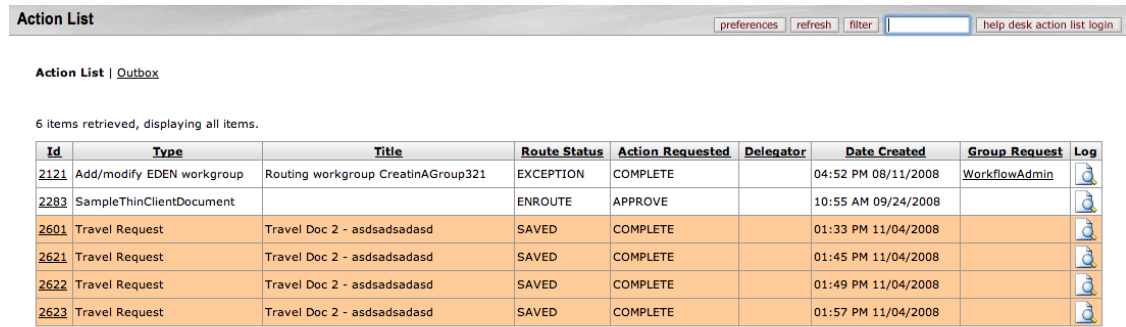 Action List
preferences refresh filter help desk action list login
Action List | Outbox
6 items retrieved, displaying all items.
Id Type Title Route Status Action Requested Delegator Date Created Group Request Log
2121 Add/modify EDEN workgroup Routing workgroup CreatinAGroup321 EXCEPTION COMPLETE 04:52 PM 08/11/2008 WorkflowAdmin
2283 SampleThinClientDocument ENROUTE APPROVE 10:55 AM 09/24/2008
2601 Travel Request Travel Doc 2 - asdsadsadasd SAVED COMPLETE 01:33 PM 11/04/2008
2621 Travel Request Travel Doc 2 - asdsadsadasd SAVED COMPLETE 01:45 PM 11/04/2008
2622 Travel Request Travel Doc 2 - asdsadsadasd SAVED COMPLETE 01:49 PM 11/04/2008
2623 Travel Request Travel Doc 2 - asdsadsadasd SAVED COMPLETE 01:57 PM 11/04/2008